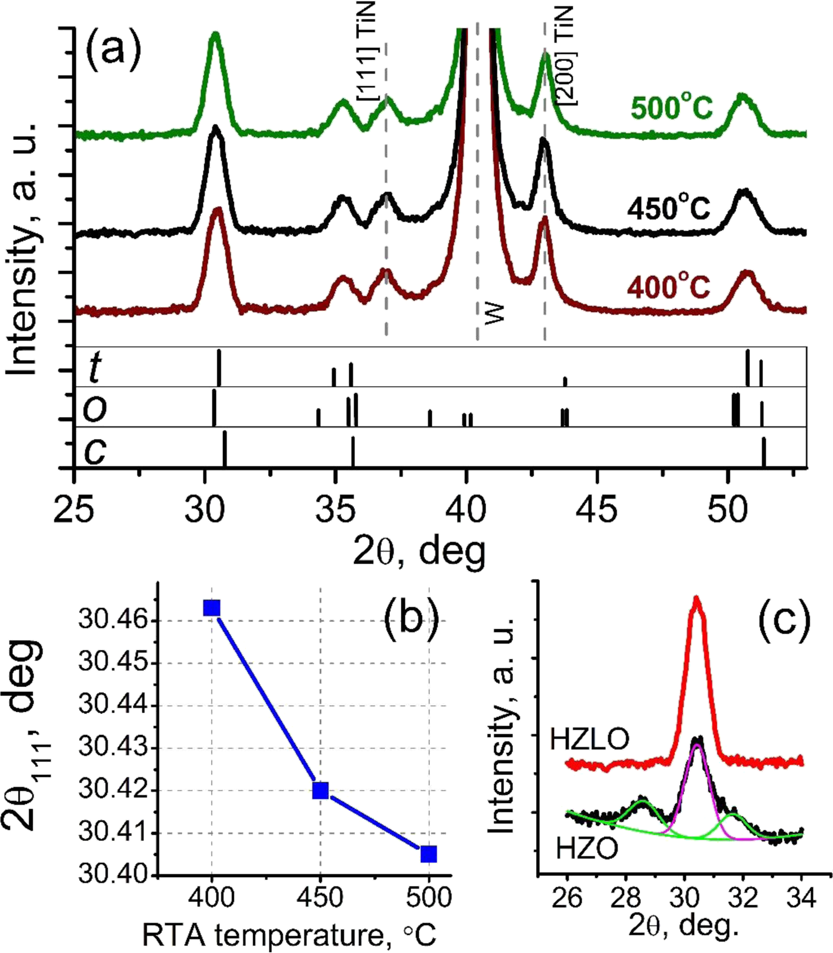 (a)
[111] TiN
[200] TiN
500°C
450°C
400°C
W
Intensity, a. u.
t
o
c
25 30 35 40 45 50
2θ, deg
(b)
30.46
30.45
30.44
30.43
30.42
30.41
30.40
2θ111, deg
400 450 500
RTA temperature, °C
(c)
Intensity, a. u.
HZLO
HZO
26 28 30 32 34
2θ, deg.